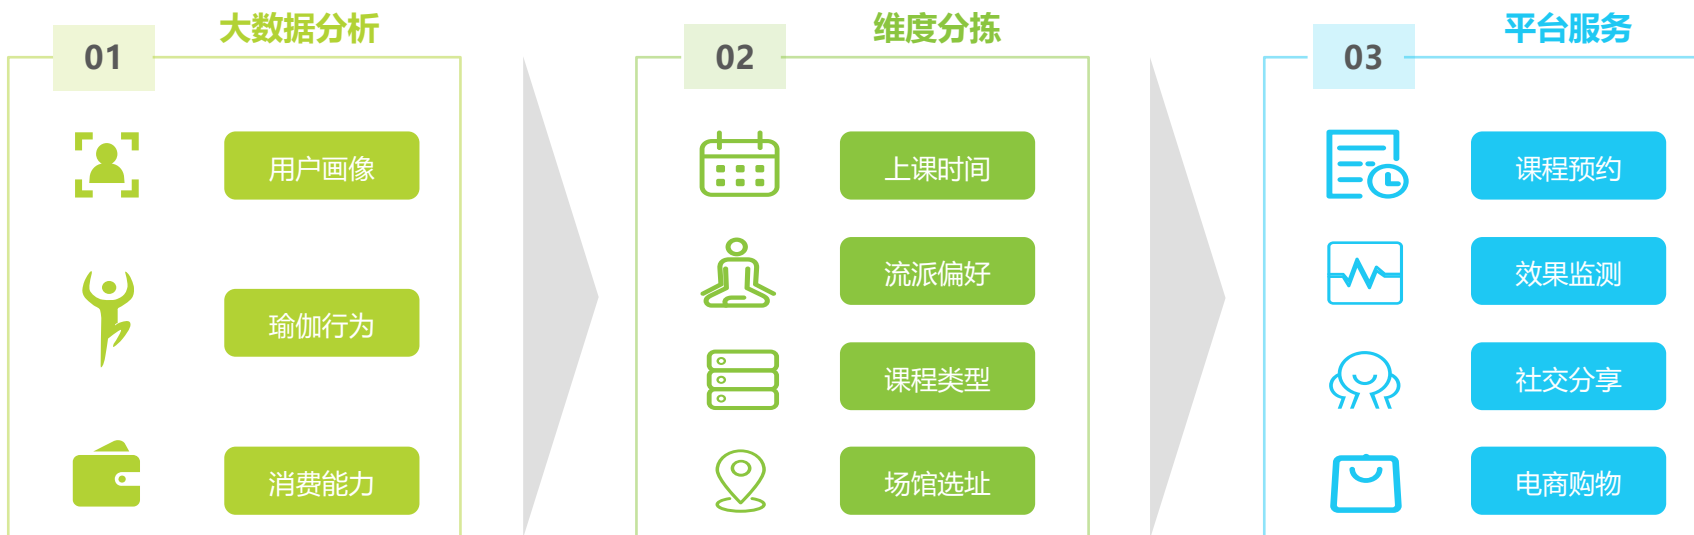 01
大数据分析
用户画像
瑜伽行为
消费能力
02
维度分拣
上课时间
流派偏好
课程类型
场馆选址
03
平台服务
课程预约
效果监测
社交分享
电商购物